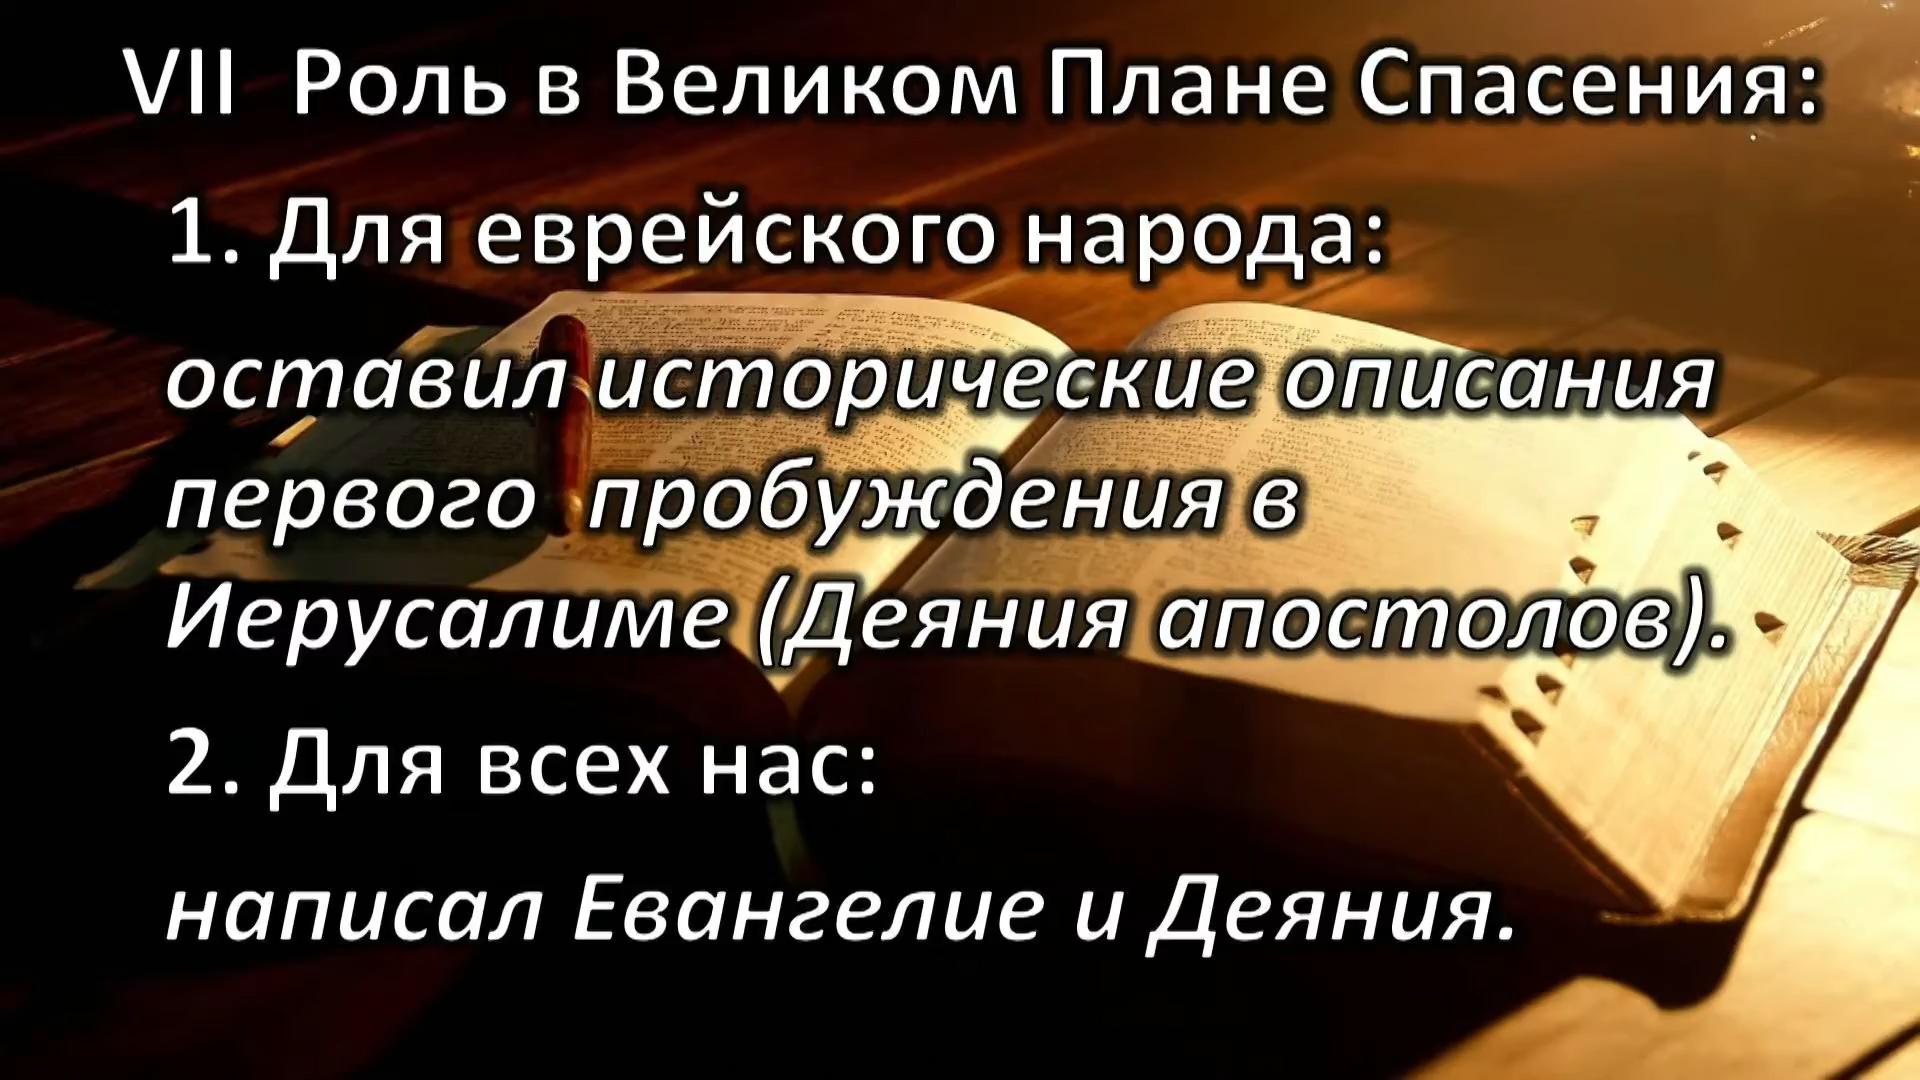 VII Роль в Великом Плане Спасения:
1. Для еврейского народа:
оставил исторические описания
первого пробуждения в
Иерусалиме (Деяния апостолов).
2. Для всех нас:
написал Евангелие и Деяния.